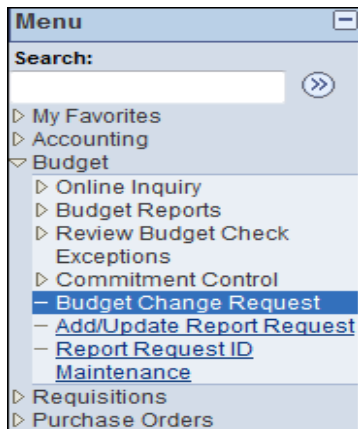 Menu
Search:
My Favorites
Accounting
Budget
Online Inquiry
Budget Reports
Review Budget Check
Exceptions
Commitment Control
Budget Change Request
Add/Update Report Request
Report Request ID
Maintenance
Requisitions
Purchase Orders